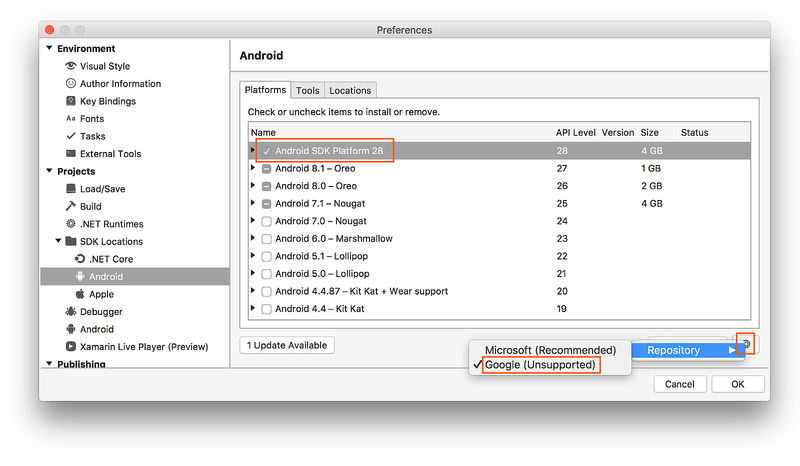 Preferences
Environment
Visual Style
Author Information
Key Bindings
Aa Fonts
Tasks
External Tools
Projects
Load/Save
Build
.NET Runtimes
SDK Locations
.NET Core
Android
Apple
Debugger
Android
Xamarin Live Player (Preview)
Publishing
Android
Platforms Tools Locations
Check or uncheck items to install or remove.
Name API Level Version Size Status
Android SDK Platform 28 28 4 GB
Android 8.1 – Oreo 27 1 GB
Android 8.0 – Oreo 26 2 GB
Android 7.1 – Nougat 25 4 GB
Android 7.0 – Nougat 24
Android 6.0 – Marshmallow 23
Android 5.1 – Lollipop 22
Android 5.0 – Lollipop 21
Android 4.4.87 – Kit Kat + Wear support 20
Android 4.4 – Kit Kat 19
1 Update Available
Microsoft (Recommended)
Google (Unsupported)
Repository
Cancel OK